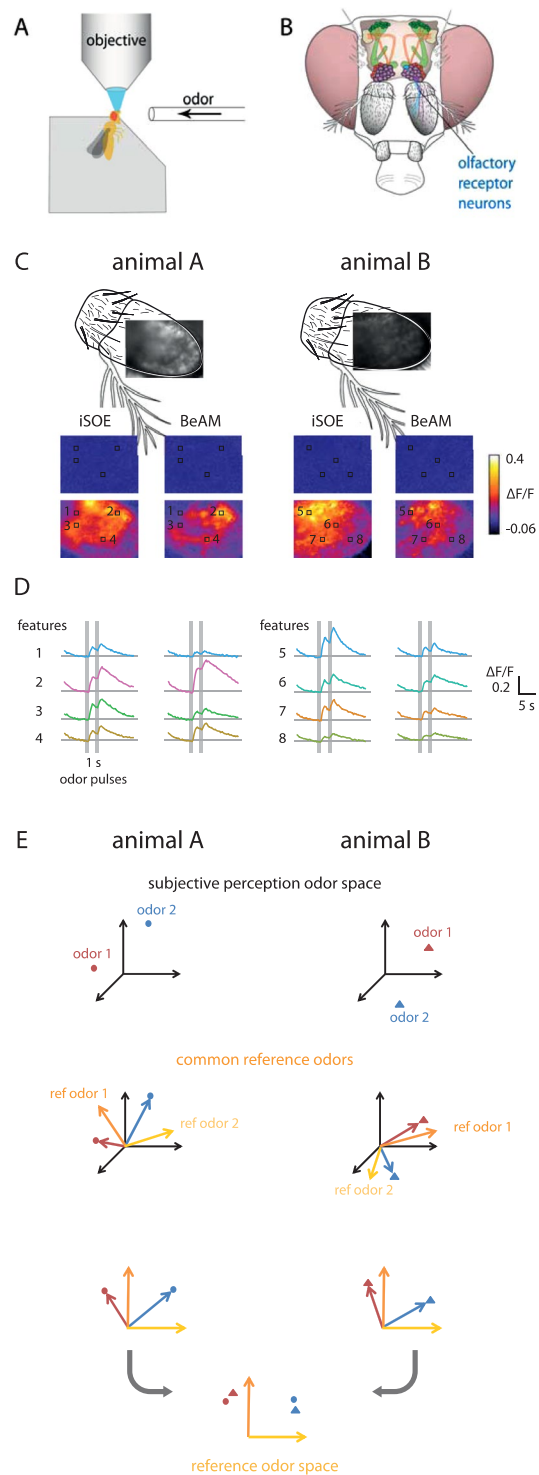 A
objective
odor
B
olfactory
receptor
neurons
C
animal A
animal B
iSOE
BeAM
iSOE
BeAM
1
2
3
4
1
2
3
4
5
6
7
8
5
6
7
8
0.4
ΔF/F
-0.06
D
features
1
2
3
4
1 s
odor pulses
features
5
6
7
8
ΔF/F
0.2
5 s
E
animal A
animal B
subjective perception odor space
odor 2
odor 1
odor 1
odor 2
common reference odors
ref odor 1
ref odor 2
ref odor 1
ref odor 2
reference odor space